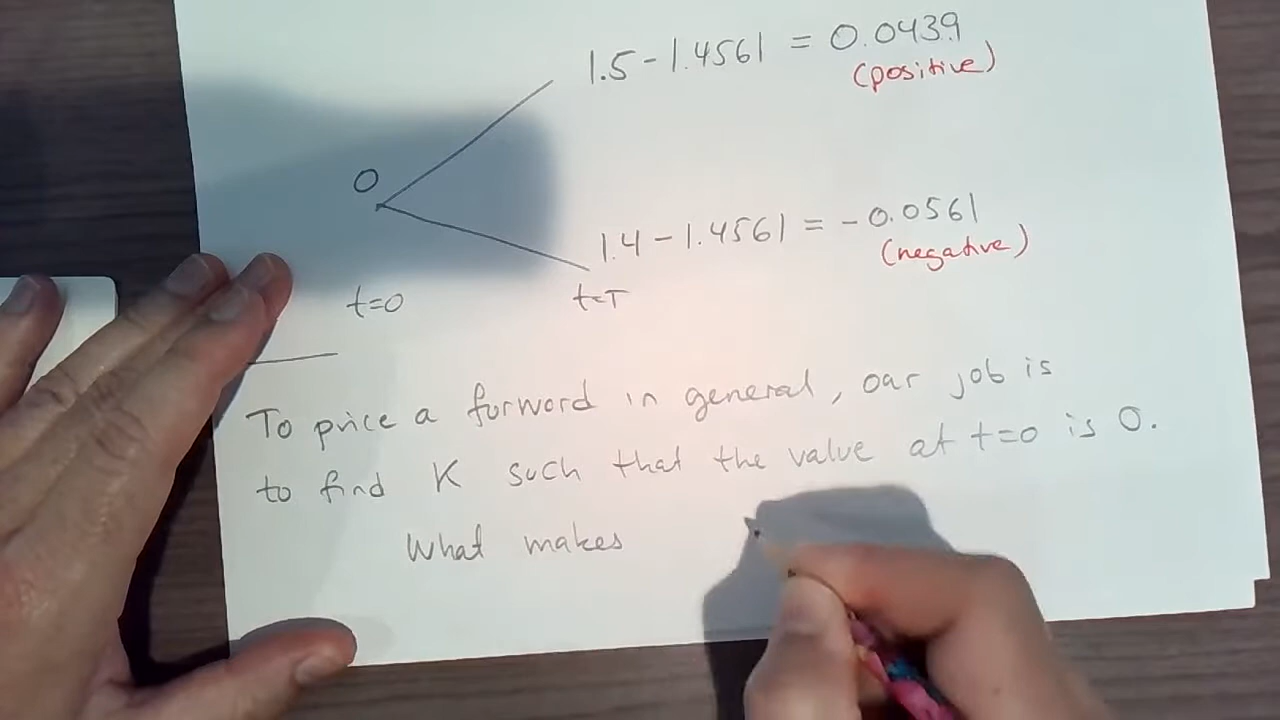 1.5 - 1.4561 = 0.0439
(positive)
0
1.4 - 1.4561 = -0.0561
(negative)
t=0
t=T
To price a forword in general, our job is
to find K such that the value at t=0 is 0.
What makes